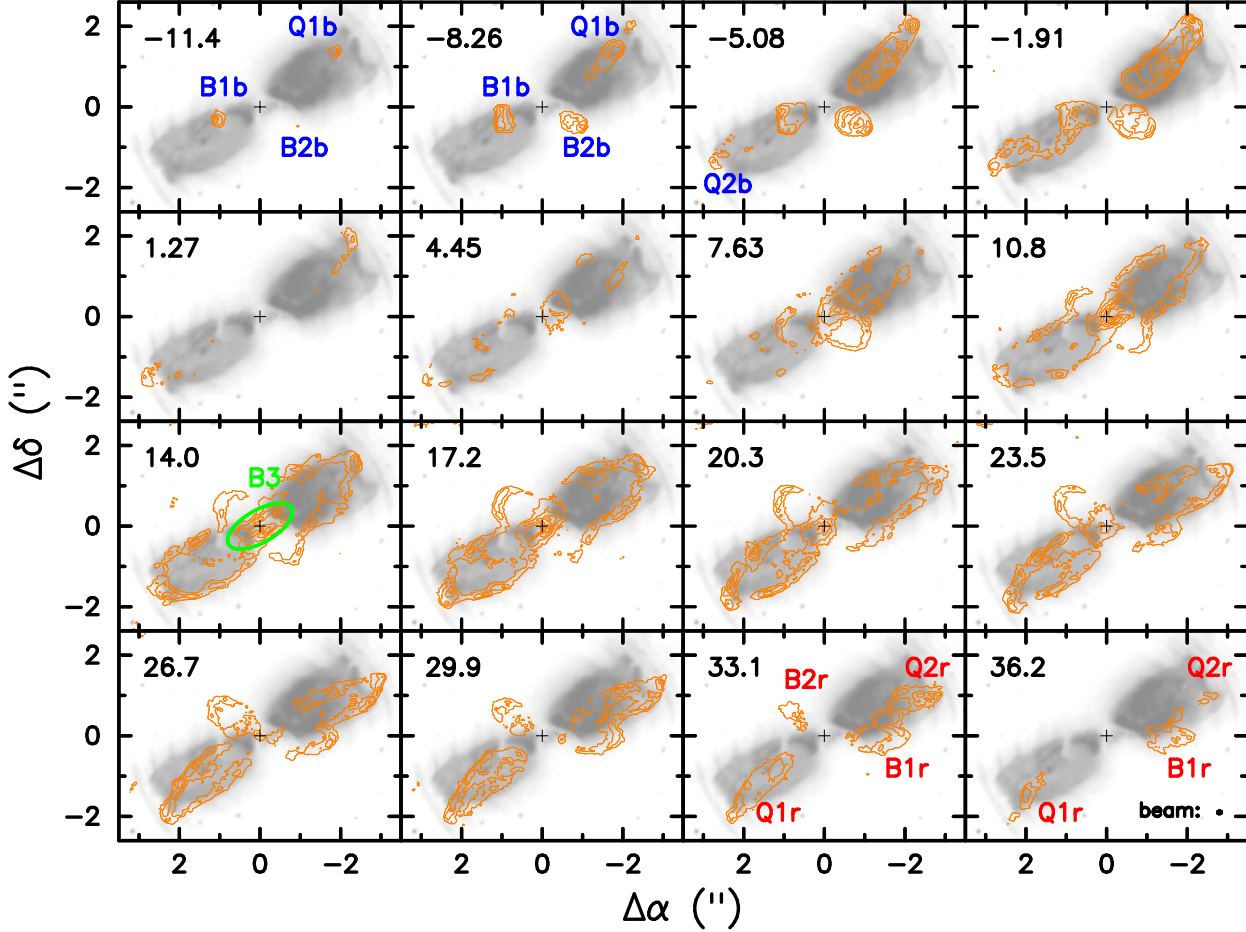 2
0
−2
−11.4
Q1b
B1b
B2b
−8.26
Q1b
B1b
B2b
−5.08
Q2b
−1.91
2
0
−2
1.27
4.45
7.63
10.8
2
0
−2
14.0
B3
17.2
20.3
23.5
2
0
−2
26.7
29.9
33.1
B2r
Q2r
B1r
Q1r
36.2
Q2r
B1r
Q1r
beam:
2 0 −2 2 0 −2 2 0 −2 2 0 −2
Δα ('')
Δδ ('')